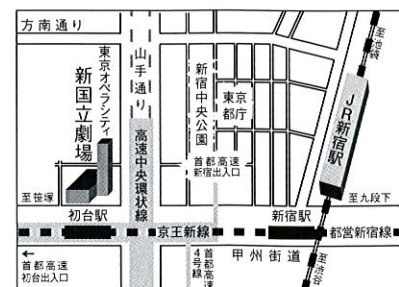 方南通り
山手通り
至池袋
東京オペラシティ
新国立劇場
新宿中央公園
東京
都庁
JR新宿駅
高速中央環状線
首都高速
新宿出入口
至笹塚
至九段下
初台駅
新宿駅
京王新線
都営新宿線
←
首都高速
初台出入口
首都高速
4号線
甲州街道
至渋谷